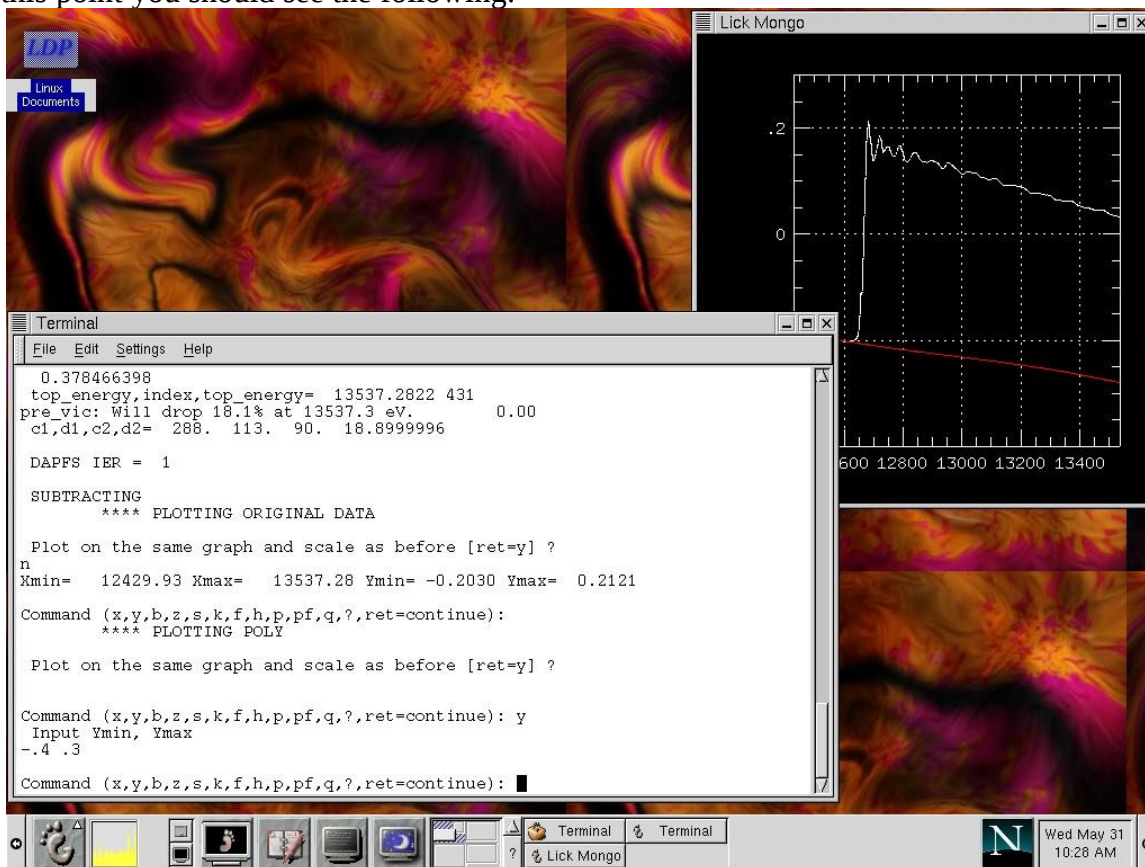 this point you should see the following.
LDP
Linux
Documents
Lick Mongo
.2
0
600 12800 13000 13200 13400
Terminal
File Edit Settings Help
0.378466398
top_energy,index,top_energy= 13537.2822 431
pre_vic: Will drop 18.1% at 13537.3 eV. 0.00
c1,d1,c2,d2= 288. 113. 90. 18.8999996
DAPFS IER = 1
SUBTRACTING
**** PLOTTING ORIGINAL DATA
Plot on the same graph and scale as before [ret=y] ?
n
Xmin= 12429.93 Xmax= 13537.28 Ymin= -0.2030 Ymax= 0.2121
Command (x,y,b,z,s,k,f,h,p,pf,q,?,ret=continue):
**** PLOTTING POLY
Plot on the same graph and scale as before [ret=y] ?
Command (x,y,b,z,s,k,f,h,p,pf,q,?,ret=continue): y
Input Ymin, Ymax
-.4 .3
Command (x,y,b,z,s,k,f,h,p,pf,q,?,ret=continue):
Terminal
Terminal
? Lick Mongo
N
Wed May 31
10:28 AM